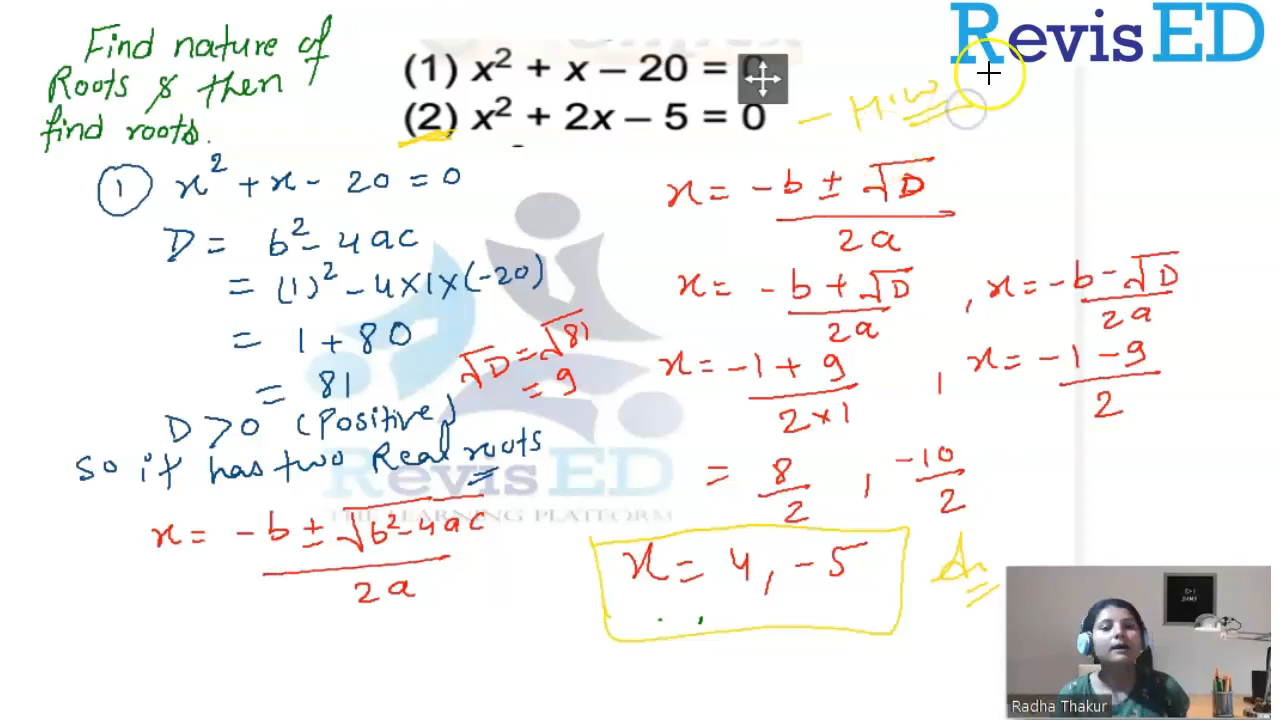 RevisED
Find nature of
Roots & then
find roots.
(1) x² + x − 20 = 0
(2) x² + 2x − 5 = 0 - H.W
① x² + x - 20 = 0
D = b² - 4ac
= (1)² - 4×1×(-20)
= 1 + 80
= 81
√D = √81
= 9
D > 0 (Positive)
So it has two Real roots
x = -b ± √b²-4ac / 2a
x = -b ± √D / 2a
x = -b + √D / 2a , x = -b - √D / 2a
x = -1 + 9 / 2×1 , x = -1 - 9 / 2
= 8/2 , -10/2
x = 4, -5
RevisED
THE LEARNING PLATFORM
Radha Thakur